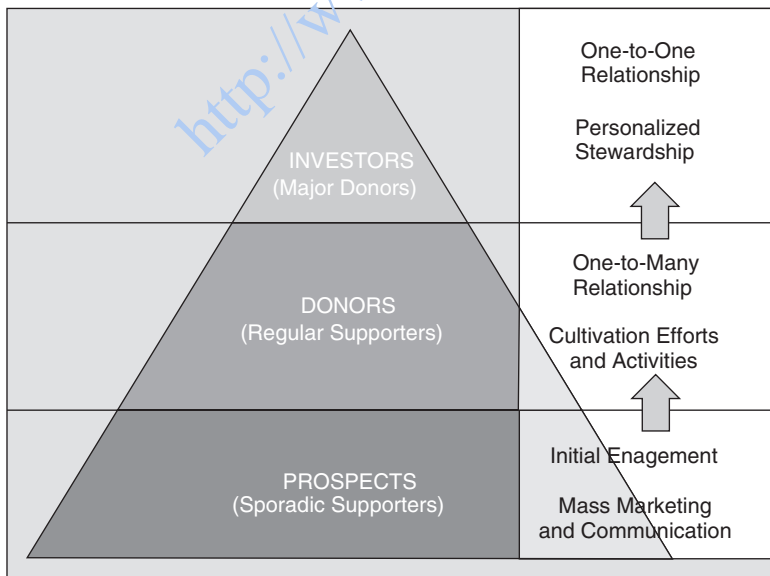 http://w
One-to-One
Relationship
Personalized
Stewardship
INVESTORS
(Major Donors)
One-to-Many
Relationship
DONORS
(Regular Supporters)
Cultivation Efforts
and Activities
Initial Enagement
PROSPECTS
(Sporadic Supporters)
Mass Marketing
and Communication